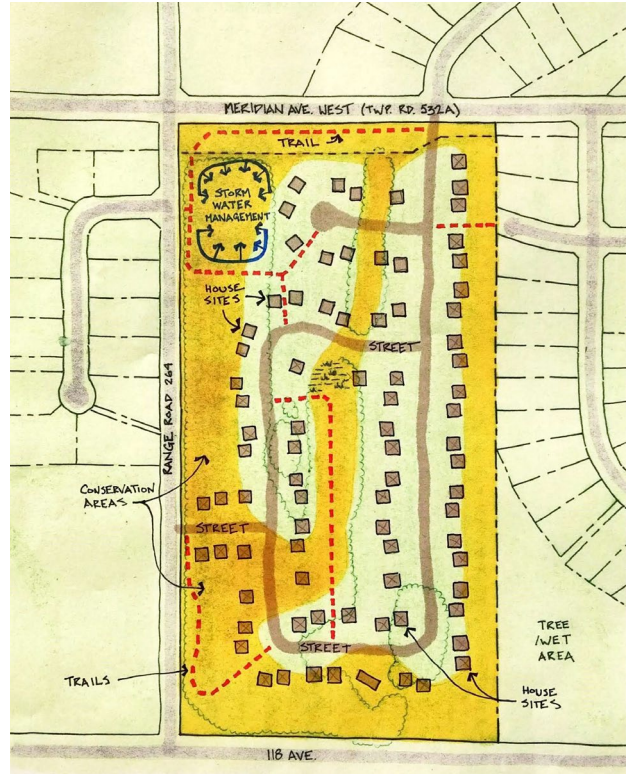 MERIDIAN AVE. WEST (TWP. RD. 532A)
TRAIL
STORM
WATER
MANAGEMENT
HOUSE
SITES
STREET
RANGE ROAD 264
CONSERVATION
AREAS
STREET
TREE
/WET
AREA
STREET
TRAILS
HOUSE
SITES
118 AVE.